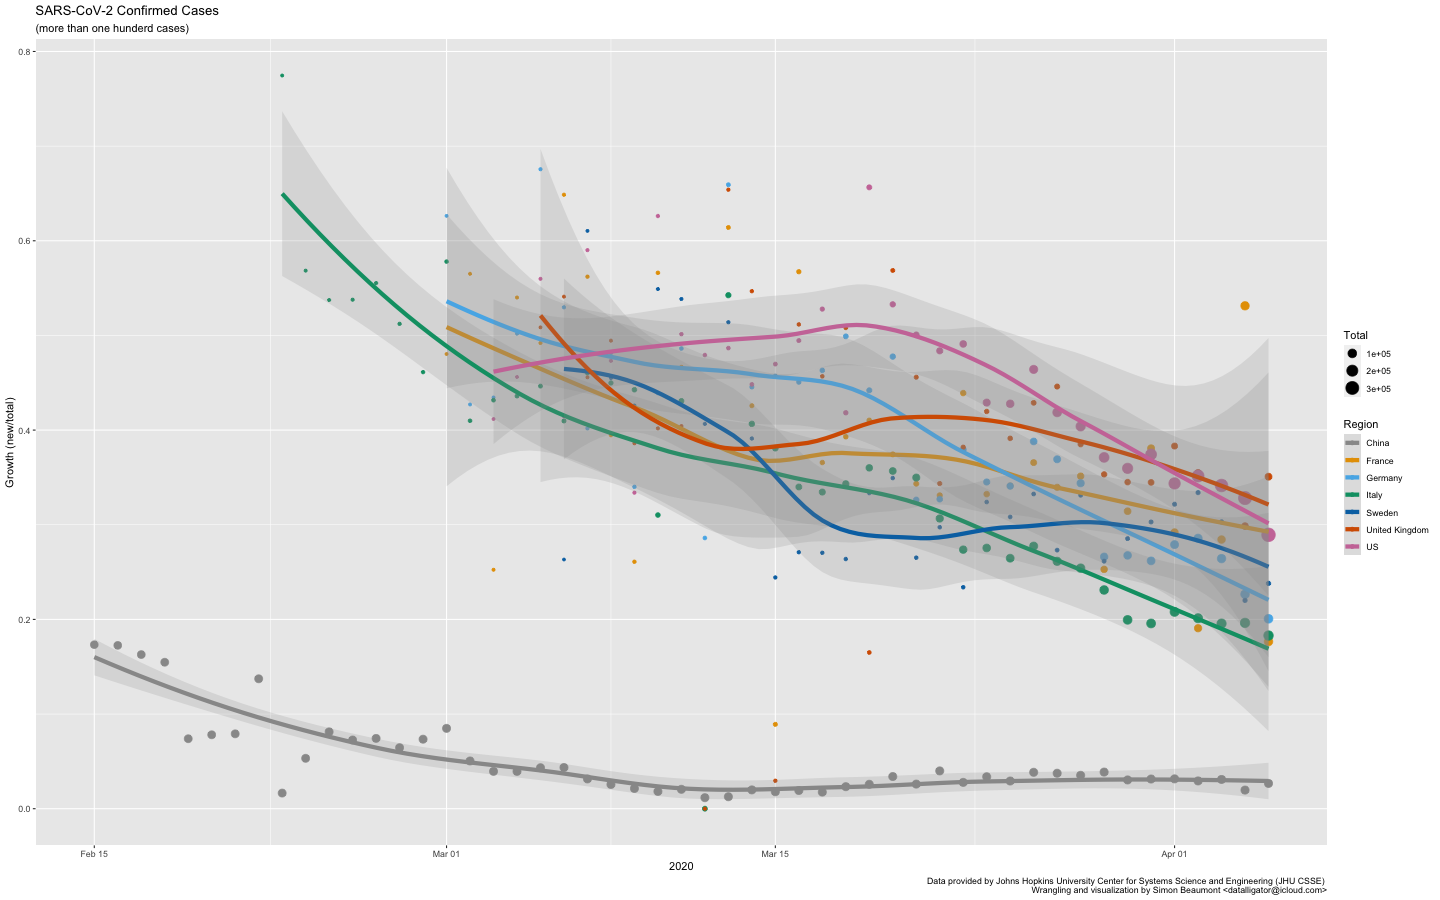 SARS-CoV-2 Confirmed Cases
(more than one hunderd cases)
Growth (new/total)
0.8
0.6
0.4
0.2
0.0
Feb 15
Mar 01
Mar 15
Apr 01
2020
Total
1e+05
2e+05
3e+05
Region
China
France
Germany
Italy
Sweden
United Kingdom
US
Data provided by Johns Hopkins University Center for Systems Science and Engineering (JHU CSSE)
Wrangling and visualization by Simon Beaumont <datalligator@icloud.com>